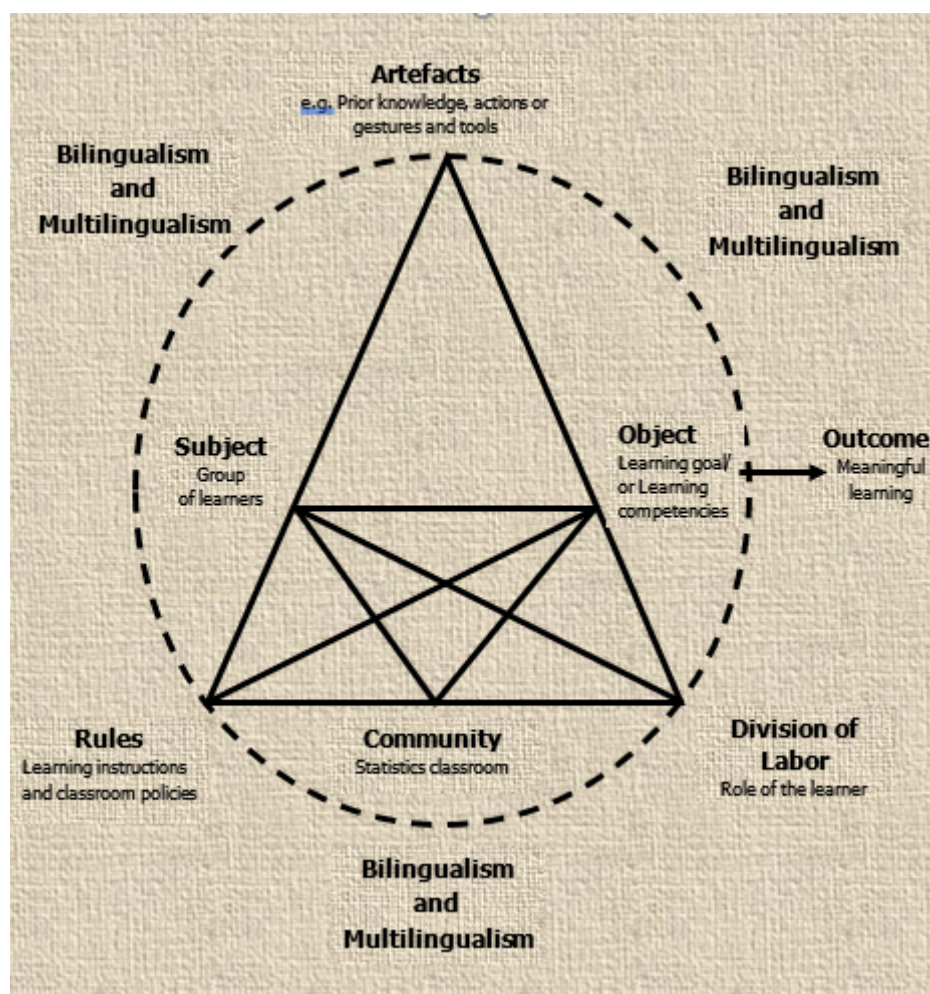 Artefacts
e.g. Prior knowledge, actions or
gestures and tools
Bilingualism
and
Multilingualism
Bilingualism
and
Multilingualism
Subject
Group
of learners
Object
Learning goal/
or Learning
competencies
Outcome
Meaningful
learning
Rules
Learning instructions
and classroom policies
Community
Statistics classroom
Division of
Labor
Role of the learner
Bilingualism
and
Multilingualism